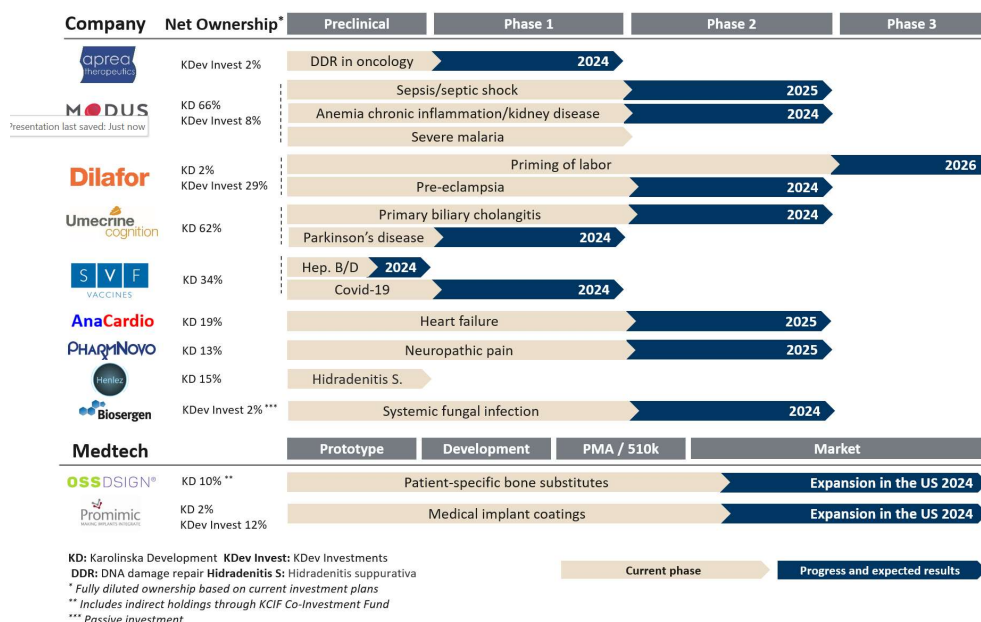 Company Net Ownership* Preclinical Phase 1 Phase 2 Phase 3
aprea
therapeutics
KDev Invest 2%
DDR in oncology 2024
MODUS
Presentation last saved: Just now
KD 66%
KDev Invest 8%
Sepsis/septic shock 2025
Anemia chronic inflammation/kidney disease 2024
Severe malaria
Dilafor
KD 2%
KDev Invest 29%
Priming of labor 2026
Pre-eclampsia 2024
Umecrine
cognition
KD 62%
Primary biliary cholangitis 2024
Parkinson's disease 2024
SVF
VACCINES
KD 34%
Hep. B/D 2024
Covid-19 2024
AnaCardio KD 19% Heart failure 2025
PHARMNOVO KD 13% Neuropathic pain 2025
Henlez KD 15% Hidradenitis S.
Biosergen KDev Invest 2% *** Systemic fungal infection 2024
Medtech Prototype Development PMA / 510k Market
OSSDSIGN® KD 10% ** Patient-specific bone substitutes Expansion in the US 2024
Promimic
MAKING IMPLANTS INTEGRATE
KD 2%
KDev Invest 12%
Medical implant coatings Expansion in the US 2024
KD: Karolinska Development KDev Invest: KDev Investments
DDR: DNA damage repair Hidradenitis S: Hidradenitis suppurativa
* Fully diluted ownership based on current investment plans
** Includes indirect holdings through KCIF Co-Investment Fund
*** Passive investment
Current phase Progress and expected results